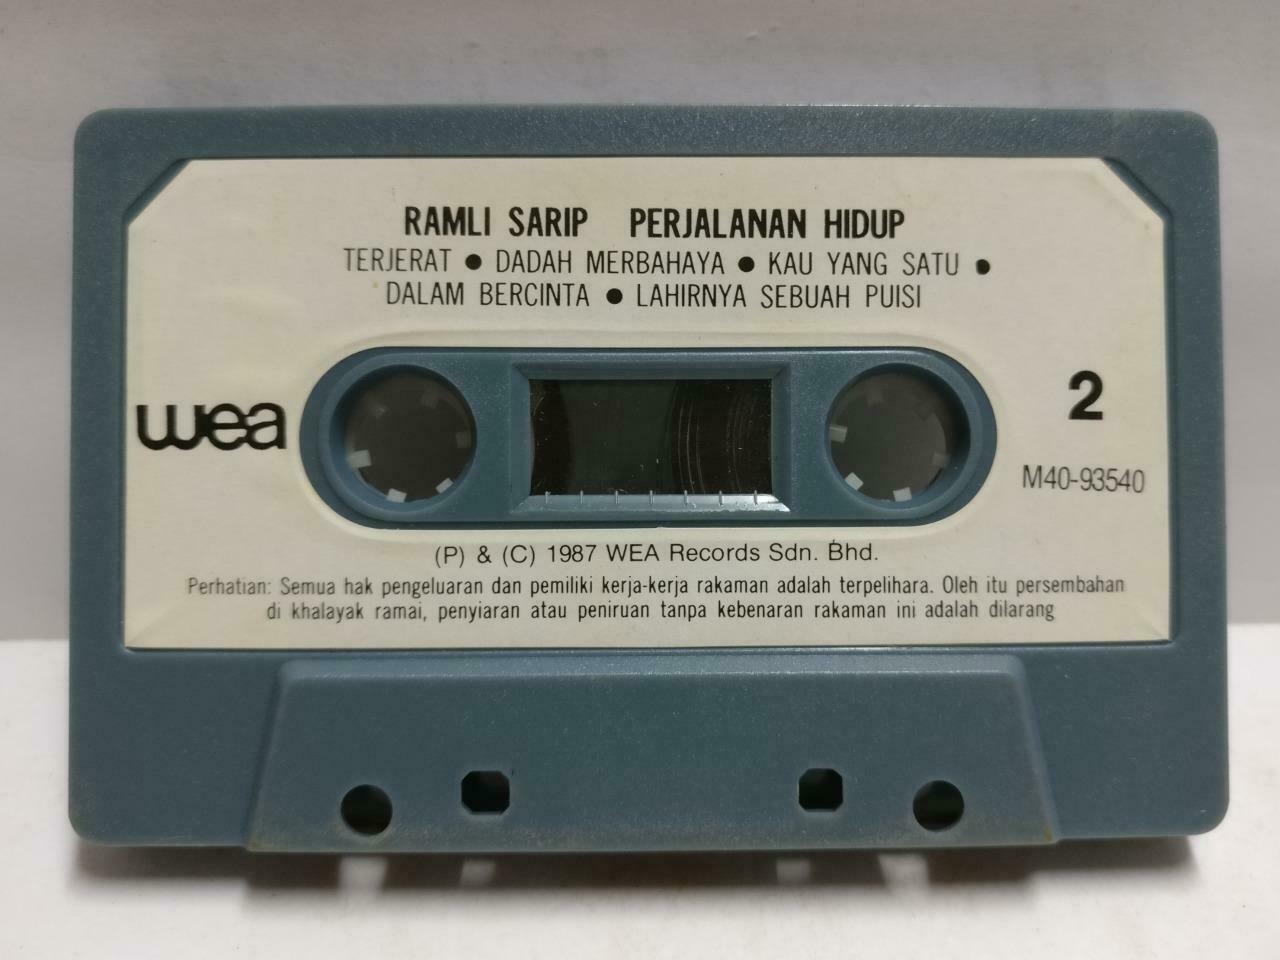 RAMLI SARIP PERJALANAN HIDUP
TERJERAT ● DADAH MERBAHAYA ● KAU YANG SATU ●
DALAM BERCINTA ● LAHIRNYA SEBUAH PUISI
wea
2
M40-93540
(P) & (C) 1987 WEA Records Sdn. Bhd.
Perhatian: Semua hak pengeluaran dan pemiliki kerja-kerja rakaman adalah terpelihara. Oleh itu persembahan
di khalayak ramai, penyiaran atau peniruan tanpa kebenaran rakaman ini adalah dilarang